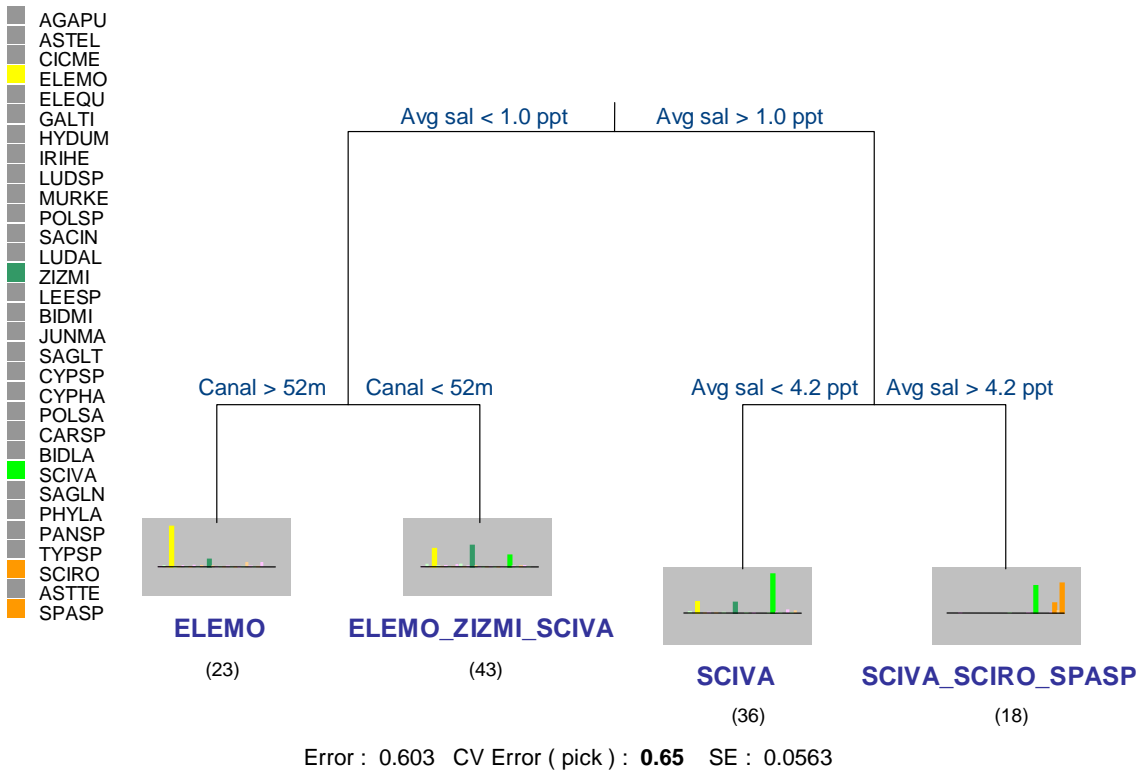 AGAPU
ASTEL
CICME
ELEMO
ELEQU
GALTI
HYDUM
IRIHE
LUDSP
MURKE
POLSP
SACIN
LUDAL
ZIZMI
LEESP
BIDMI
JUNMA
SAGLT
CYPSP
CYPHA
POLSA
CARSP
BIDLA
SCIVA
SAGLN
PHYLA
PANSP
TYPSP
SCIRO
ASTTE
SPASP
Avg sal < 1.0 ppt Avg sal > 1.0 ppt
Canal > 52m Canal < 52m Avg sal < 4.2 ppt Avg sal > 4.2 ppt
ELEMO ELEMO_ZIZMI_SCIVA
(23) (43)
SCIVA SCIVA_SCIRO_SPASP
(36) (18)
Error : 0.603 CV Error ( pick ) : 0.65 SE : 0.0563